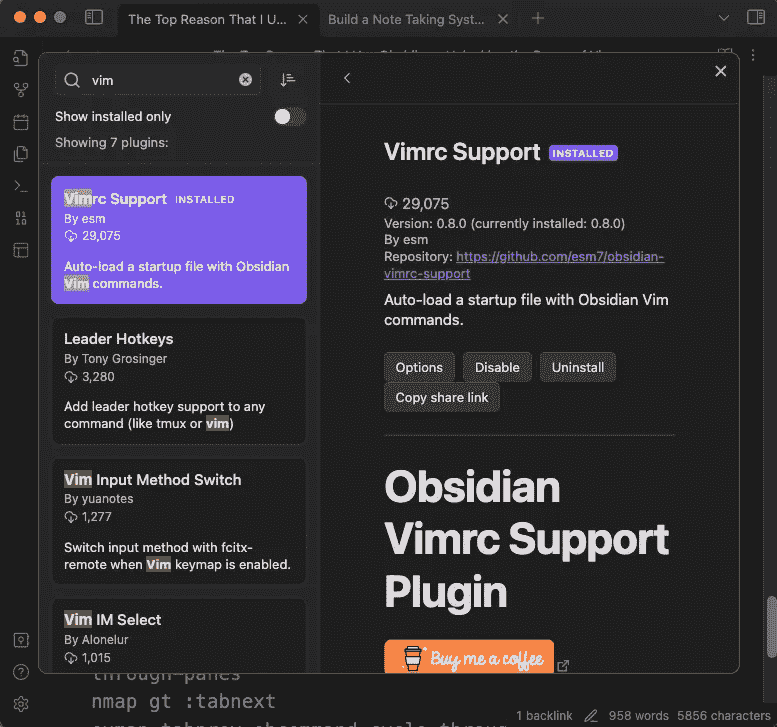 The Top Reason That I U...
Build a Note Taking Syst...
vim
Show installed only
Showing 7 plugins:
Vimrc Support INSTALLED
By esm
29,075
Auto-load a startup file with Obsidian
Vim commands.
Leader Hotkeys
By Tony Grosinger
3,280
Add leader hotkey support to any
command (like tmux or vim)
Vim Input Method Switch
By yuanotes
1,277
Switch input method with fcitx-
remote when Vim keymap is enabled.
Vim IM Select
By Alonelur
1,015
Vimrc Support INSTALLED
29,075
Version: 0.8.0 (currently installed: 0.8.0)
By esm
Repository: https://github.com/esm7/obsidian-
vimrc-support
Auto-load a startup file with Obsidian Vim
commands.
Options
Disable
Uninstall
Copy share link
Obsidian
Vimrc Support
Plugin
Buy me a coffee
through-panes
nmap gt :tabnext
1 backlink
958 words
5856 characters